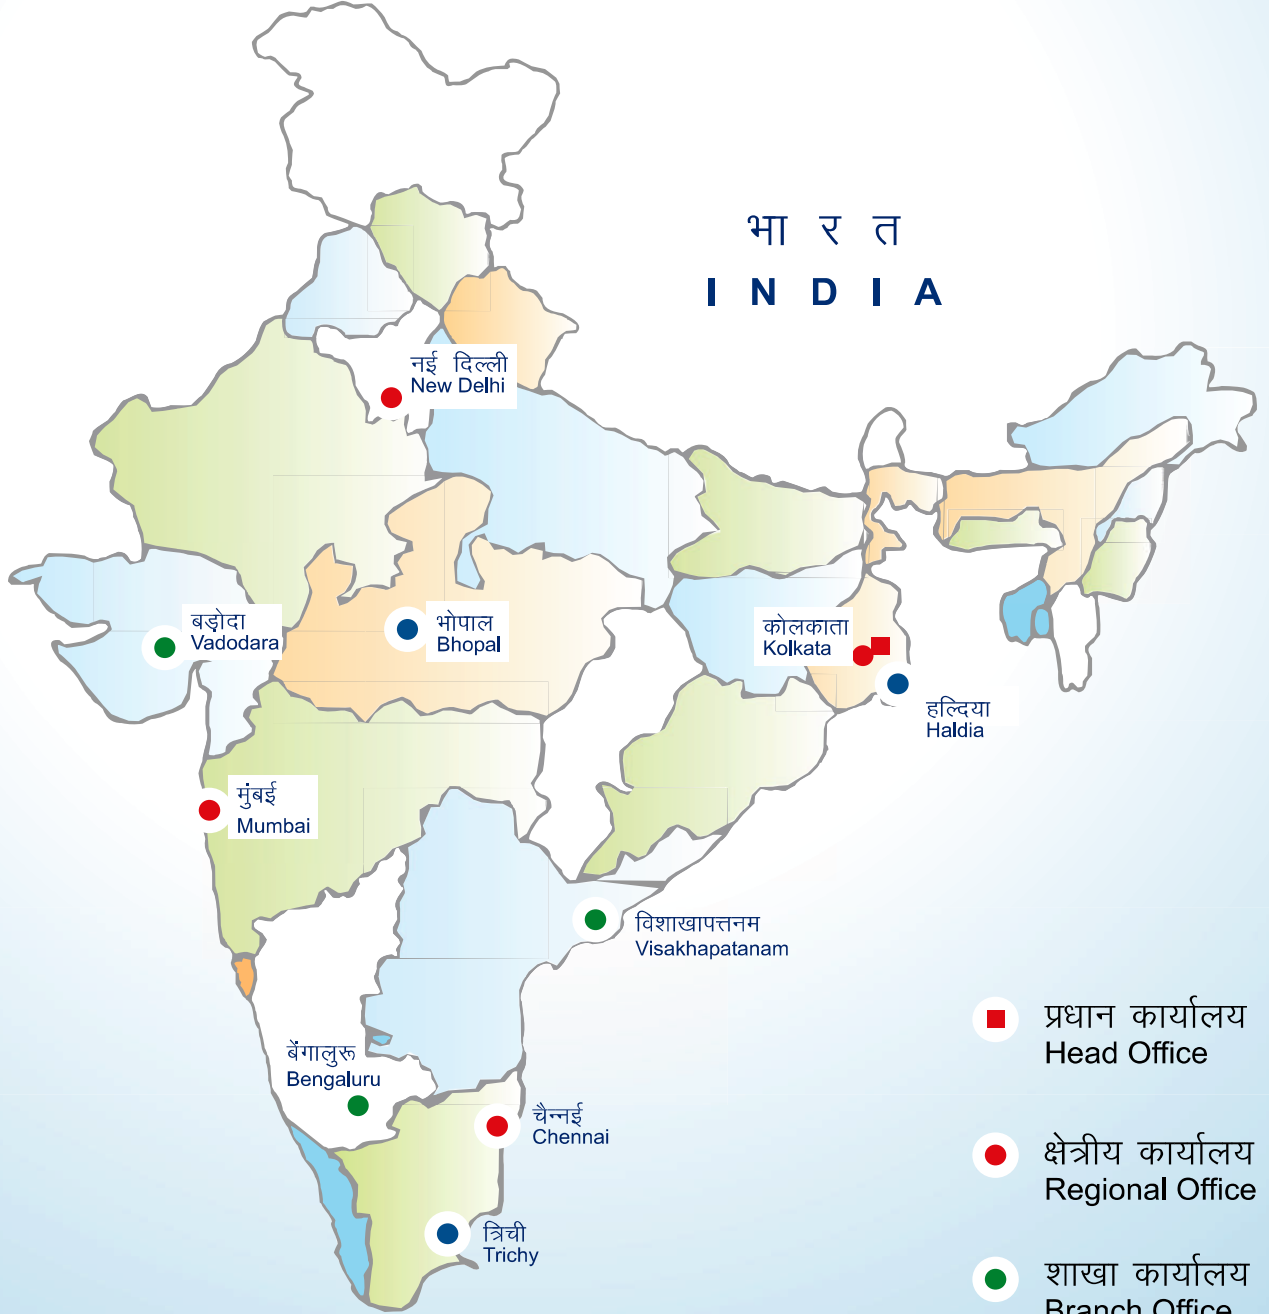 भा र त
I N D I A
नई दिल्ली
New Delhi
बड़ोदा
Vadodara
भोपाल
Bhopal
कोलकाता
Kolkata
हल्दिया
Haldia
मुंबई
Mumbai
विशाखापत्तनम
Visakhapatanam
बेंगालुरू
Bengaluru
चैन्नई
Chennai
त्रिची
Trichy
प्रधान कार्यालय
Head Office
क्षेत्रीय कार्यालय
Regional Office
शाखा कार्यालय
Branch Office